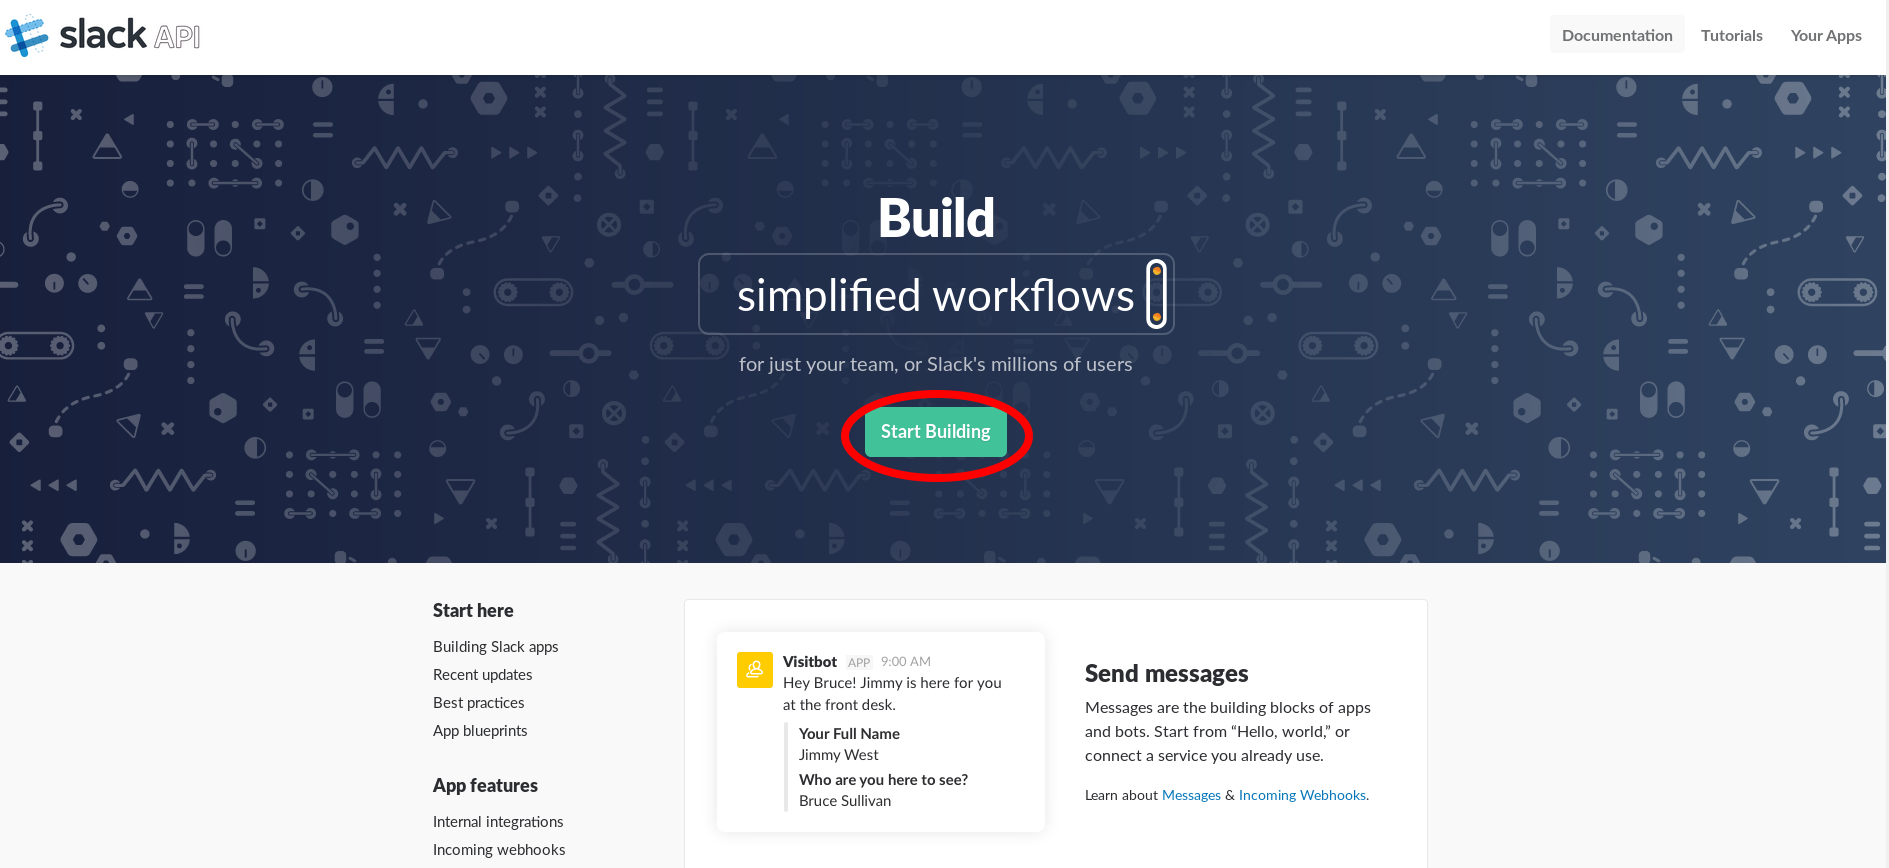 slack API
Documentation Tutorials Your Apps
Build
simplified workflows
for just your team, or Slack's millions of users
Start Building
Start here
Building Slack apps
Recent updates
Best practices
App blueprints
App features
Internal integrations
Incoming webhooks
Visitbot APP 9:00 AM
Hey Bruce! Jimmy is here for you
at the front desk.
Your Full Name
Jimmy West
Who are you here to see?
Bruce Sullivan
Send messages
Messages are the building blocks of apps
and bots. Start from “Hello, world,” or
connect a service you already use.
Learn about Messages & Incoming Webhooks.